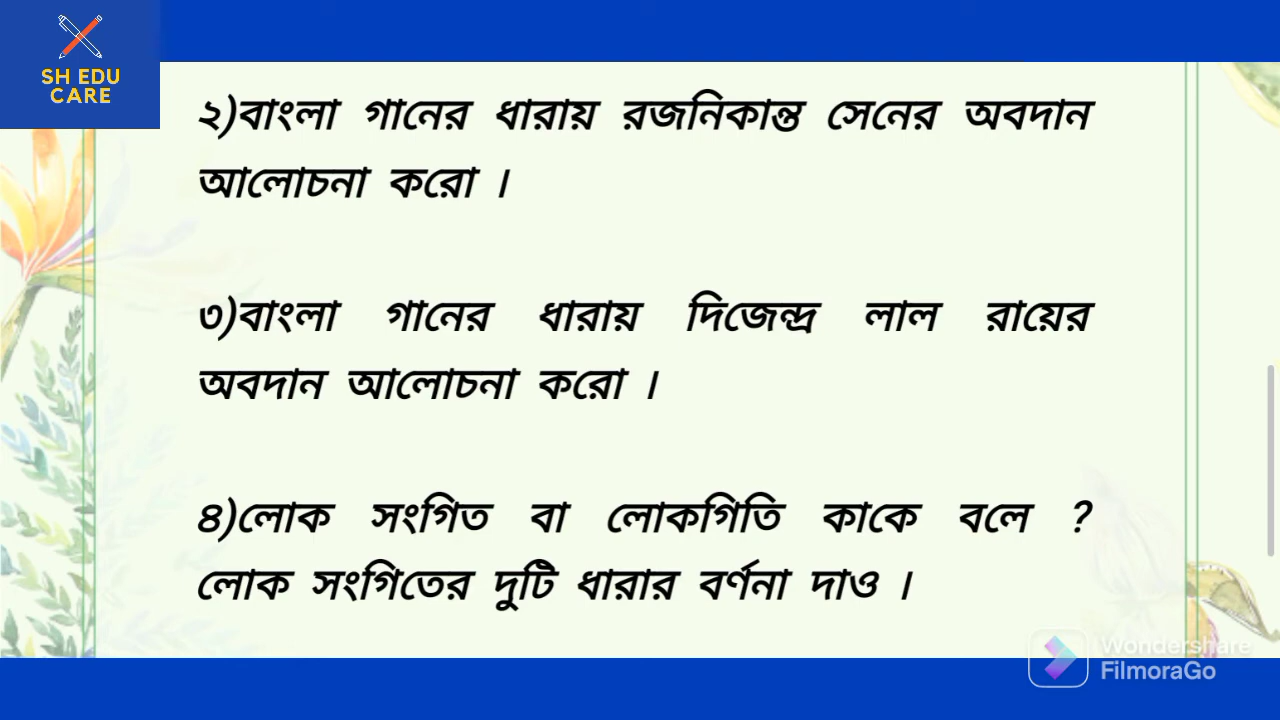 SH EDU
CARE
২)বাংলা গানের ধারায় রজনিকান্ত সেনের অবদান
আলোচনা করো ।
৩)বাংলা গানের ধারায় দিজেন্দ্র লাল রায়ের
অবদান আলোচনা করো ।
৪)লোক সংগিত বা লোকগিতি কাকে বলে ?
লোক সংগিতের দুটি ধারার বর্ণনা দাও ।
Wondershare
FilmoraGo